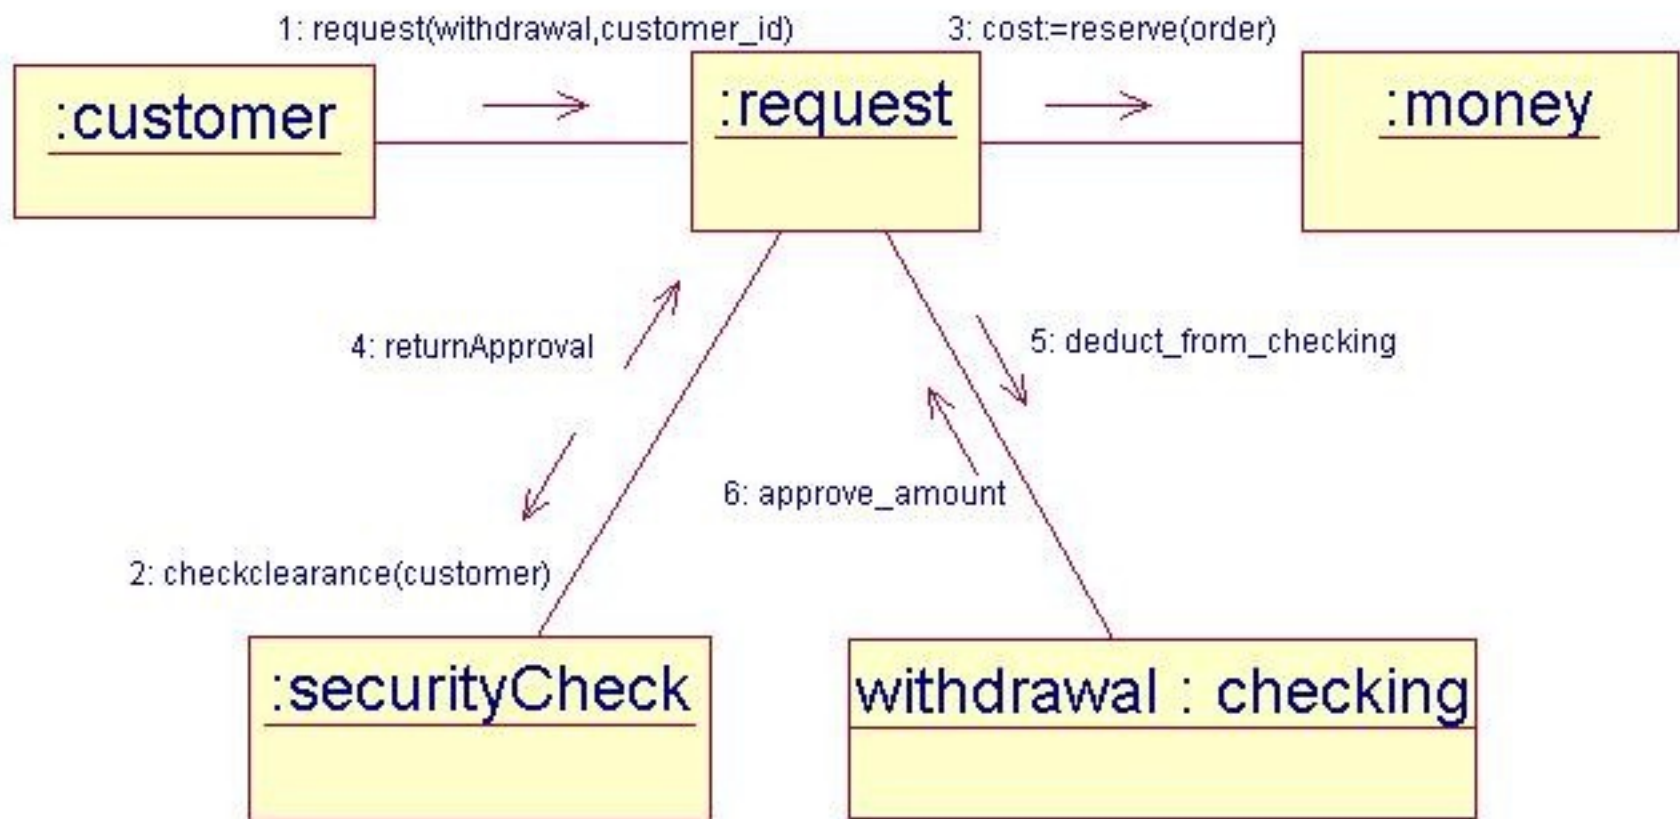 1: request(withdrawal,customer_id)
3: cost:=reserve(order)
:customer
:request
:money
4: returnApproval
5: deduct_from_checking
6: approve_amount
2: checkclearance(customer)
:securityCheck
withdrawal : checking